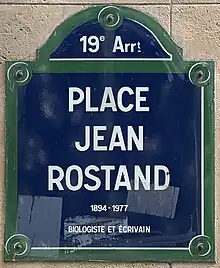 19e Arrt
PLACE
JEAN
ROSTAND
1894-1977
BIOLOGISTE ET ÉCRIVAIN